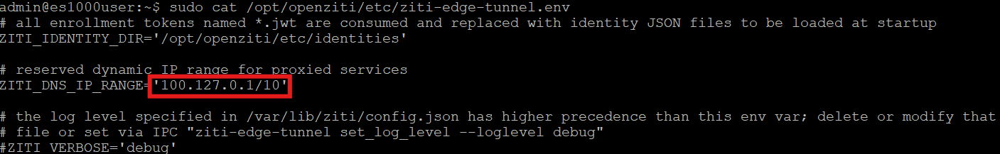 admin@es1000user:~$ sudo cat /opt/openziti/etc/ziti-edge-tunnel.env
# all enrollment tokens named *.jwt are consumed and replaced with identity JSON files to be loaded at startup
ZITI_IDENTITY_DIR='/opt/openziti/etc/identities'
# reserved dynamic IP range for proxied services
ZITI_DNS_IP_RANGE='100.127.0.1/10'
# the log level specified in /var/lib/ziti/config.json has higher precedence than this env var; delete or modify that
# file or set via IPC "ziti-edge-tunnel set_log_level --loglevel debug"
#ZITI_VERBOSE='debug'